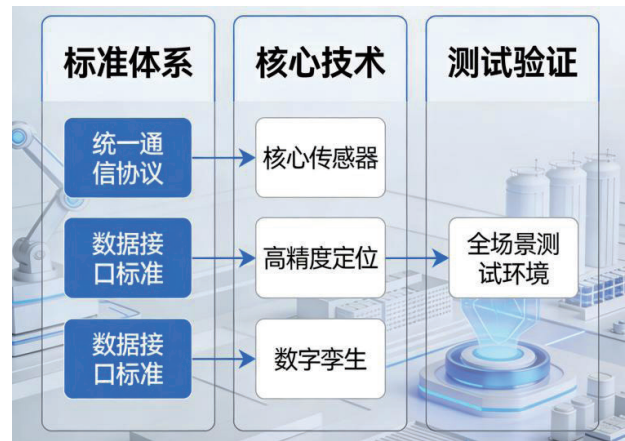 标准体系
核心技术
测试验证
统一通
信协议
核心传感器
数据接
口标准
高精度定位
全场景测
试环境
数据接
口标准
数字孪生